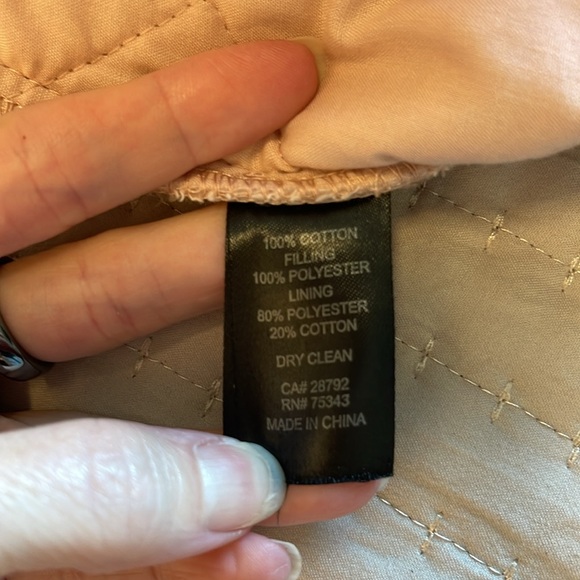 100% COTTON
FILLING
100% POLYESTER
LINING
80% POLYESTER
20% COTTON
DRY CLEAN
CA# 28792
RN# 75343
MADE IN CHINA